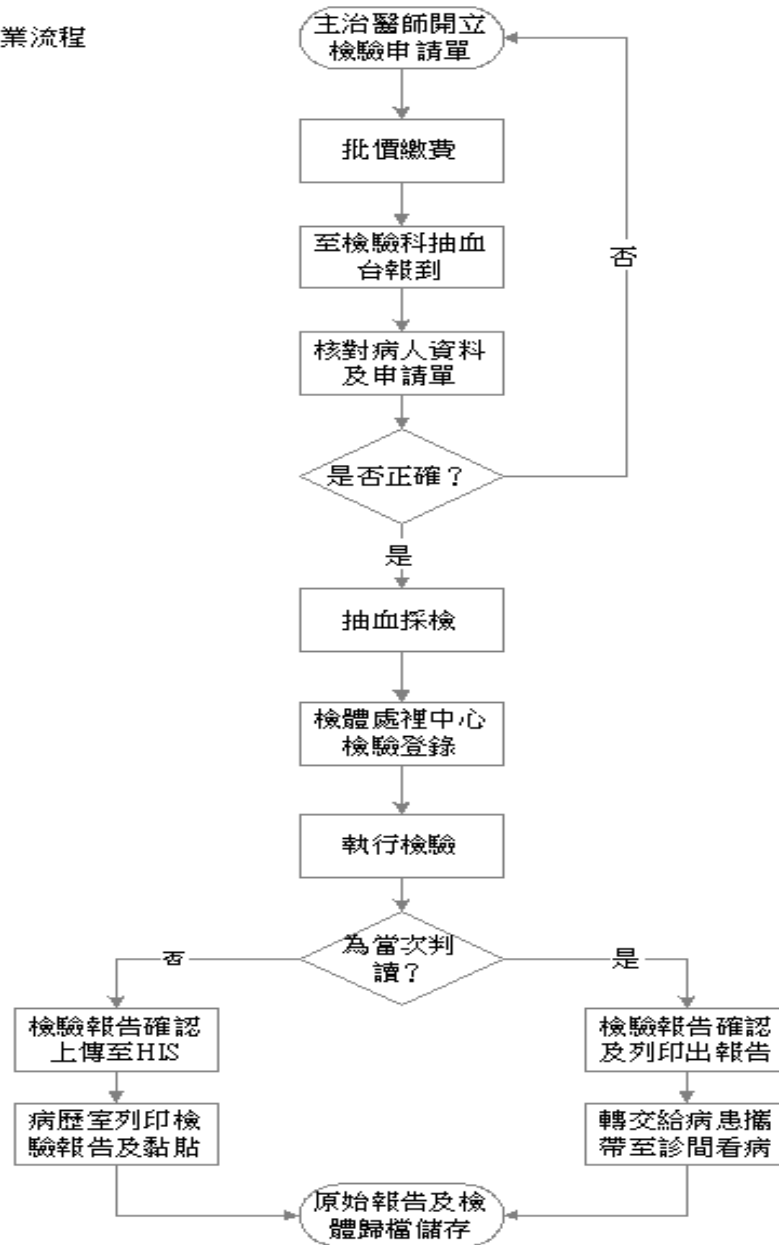 業流程
主治醫師開立
檢驗申請單
批價繳費
至檢驗科抽血
台報到
否
核對病人資料
及申請單
是否正確？
是
抽血採檢
檢體處裡中心
檢驗登錄
執行檢驗
為當次判
讀？
否
是
檢驗報告確認
上傳至HIS
檢驗報告確認
及列印出報告
病歷室列印檢
驗報告及黏貼
轉交給病患攜
帶至診間看病
原始報告及檢
體歸檔儲存